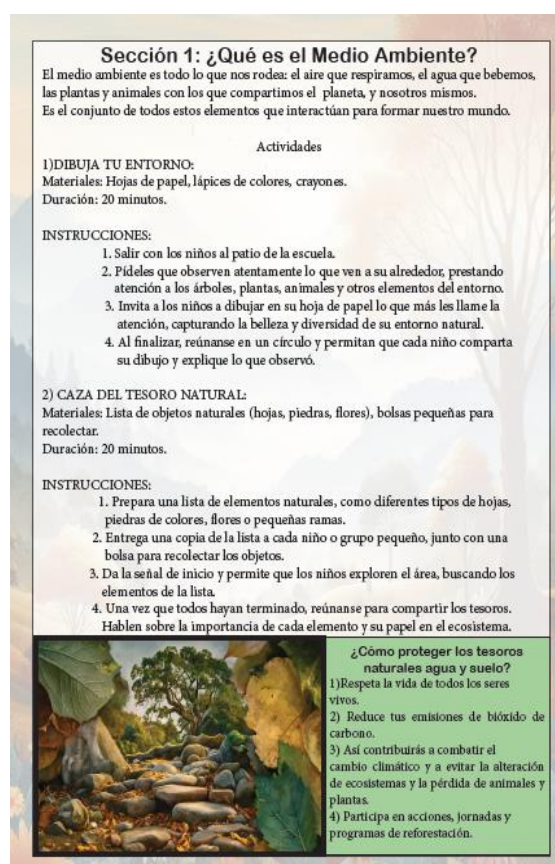 Sección 1: ¿Qué es el Medio Ambiente?
El medio ambiente es todo lo que nos rodea: el aire que respiramos, el agua que bebemos,
las plantas y animales con los que compartimos el planeta, y nosotros mismos.
Es el conjunto de todos estos elementos que interactúan para formar nuestro mundo.
Actividades
1)DIBUJA TU ENTORNO:
Materiales: Hojas de papel, lápices de colores, crayones.
Duración: 20 minutos.
INSTRUCCIONES:
1. Salir con los niños al patio de la escuela.
2. Pídeles que observen atentamente lo que ven a su alrededor, prestando
atención a los árboles, plantas, animales y otros elementos del entorno.
3. Invita a los niños a dibujar en su hoja de papel lo que más les llame la
atención, capturando la belleza y diversidad de su entorno natural.
4. Al finalizar, reúnanse en un círculo y permitan que cada niño comparta
su dibujo y explique lo que observó.
2) CAZA DEL TESORO NATURAL:
Materiales: Lista de objetos naturales (hojas, piedras, flores), bolsas pequeñas para
recolectar.
Duración: 20 minutos.
INSTRUCCIONES:
1. Prepara una lista de elementos naturales, como diferentes tipos de hojas,
piedras de colores, flores o pequeñas ramas.
2. Entrega una copia de la lista a cada niño o grupo pequeño, junto con una
bolsa para recolectar los objetos.
3. Da la señal de inicio y permite que los niños exploren el área, buscando los
elementos de la lista.
4. Una vez que todos hayan terminado, reúnanse para compartir los tesoros.
Hablen sobre la importancia de cada elemento y su papel en el ecosistema.
¿Cómo proteger los tesoros
naturales agua y suelo?
1)Respeta la vida de todos los seres
vivos.
2) Reduce tus emisiones de bióxido de
carbono.
3) Así contribuirás a combatir el
cambio climático y a evitar la alteración
de ecosistemas y la pérdida de animales y
plantas.
4) Participa en acciones, jornadas y
programas de reforestación.